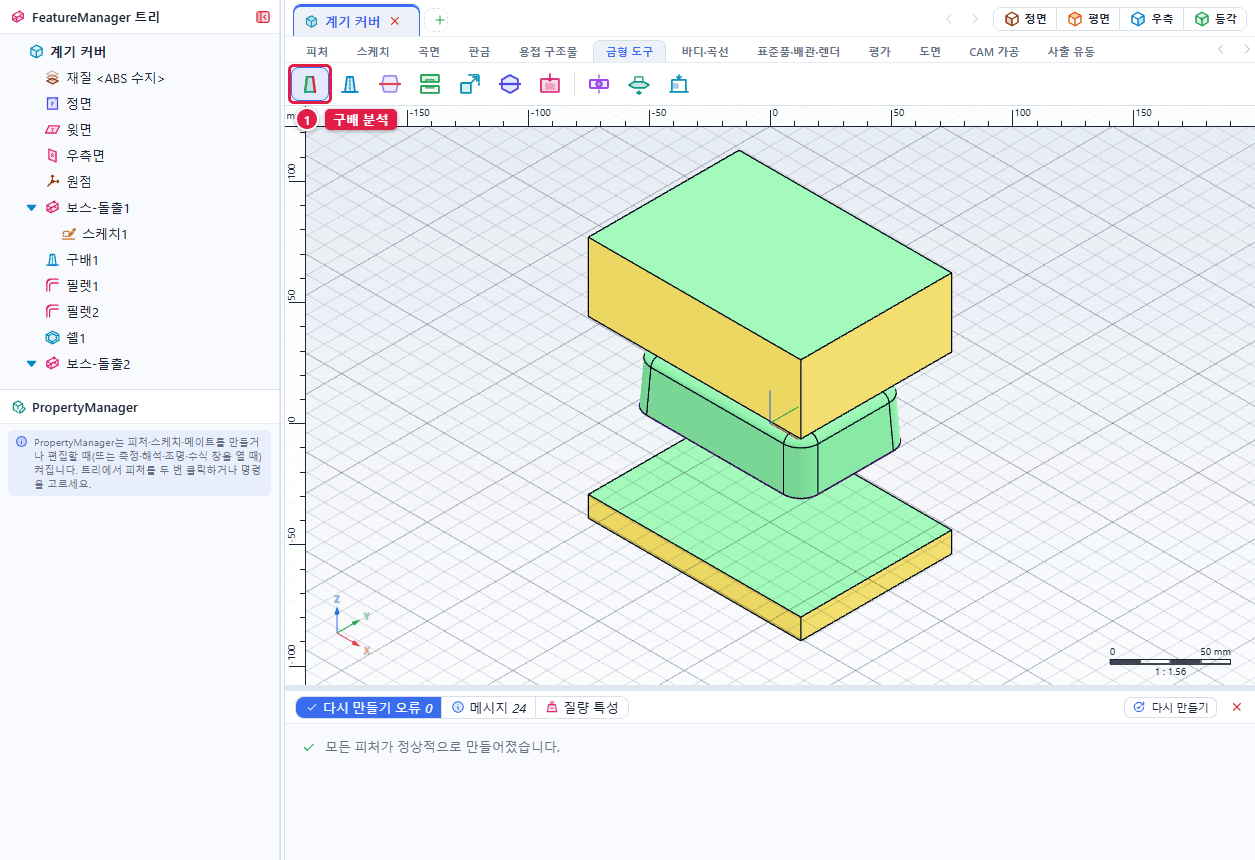 FeatureManager 트리
계기 커버
재질 <ABS 수지>
정면
윗면
우측면
원점
보스-돌출1
스케치1
구배1
필렛1
필렛2
쉘1
보스-돌출2
PropertyManager
PropertyManager는 피처·스케치·메이트를 만들거
나 편집할 때(또는 측정·해석·조명·수식 창을 열 때)
켜집니다. 트리에서 피처를 두 번 클릭하거나 명령
을 고르세요.
계기 커버
정면
평면
우측
등각
피처
스케치
곡면
판금
용접 구조물
금형 도구
바디·곡선
표준품·배관·렌더
평가
도면
CAM 가공
사출 유동
1
구배 분석
m
-150
-100
-50
0
50
100
150
100
50
0
-50
-100
Z
Y
X
0
50 mm
1 : 1.56
다시 만들기 오류 0
메시지 24
질량 특성
다시 만들기
모든 피처가 정상적으로 만들어졌습니다.